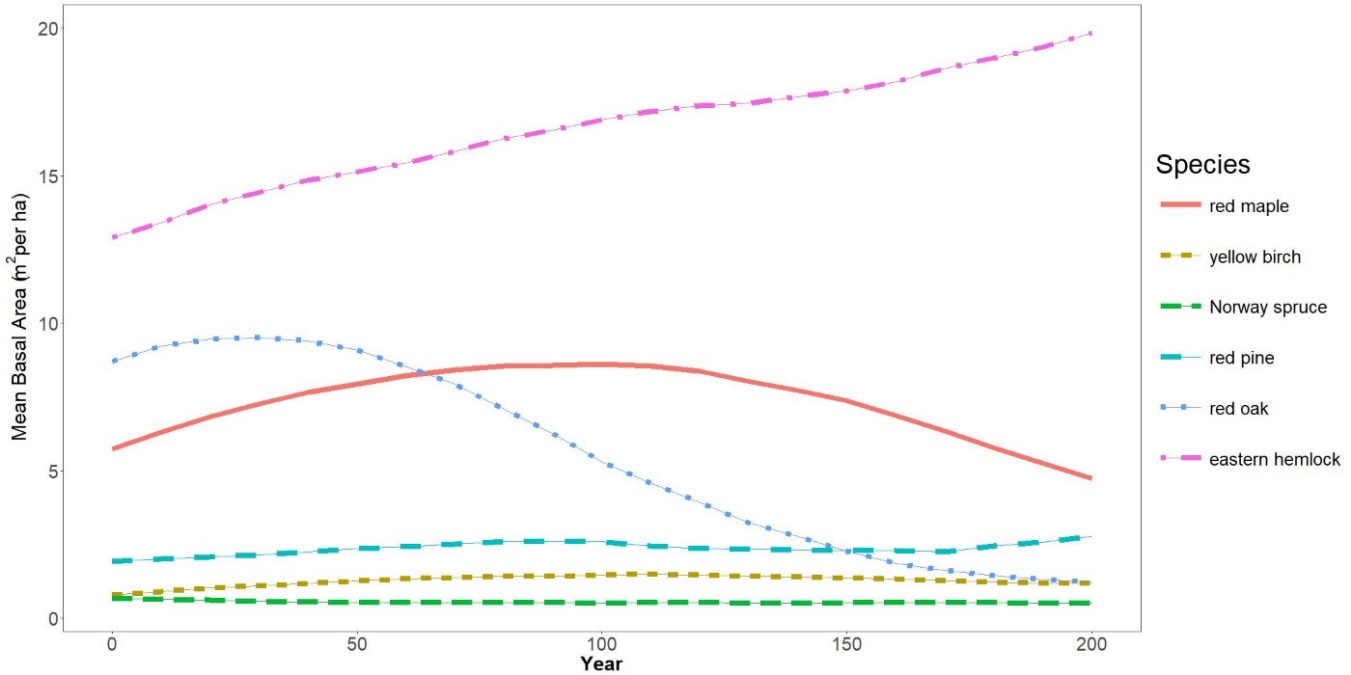 20
15
10
5
0
Mean Basal Area (m²per ha)
0 50 100 150 200
Year
Species
red maple
yellow birch
Norway spruce
red pine
red oak
eastern hemlock